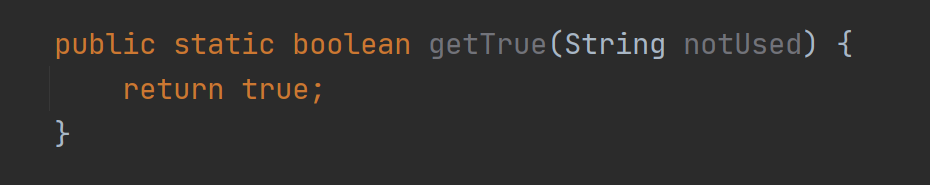 public static boolean getTrue(String notUsed) {
    return true;
}